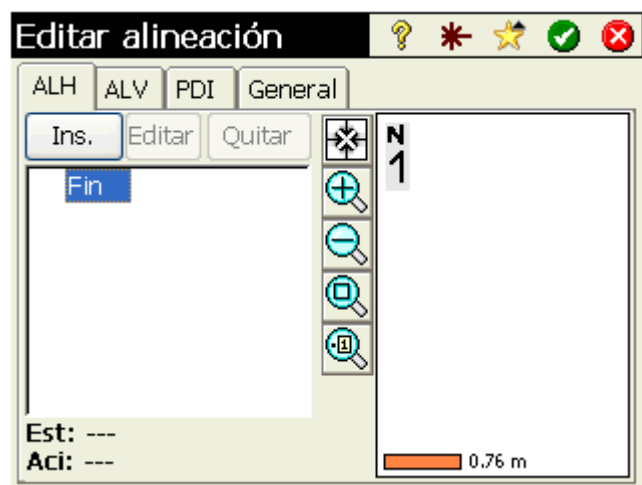 Editar alineación
ALH ALV PDI General
Ins. Editar Quitar
N
1
Fin
Est: ---
Aci: ---
0.76 m